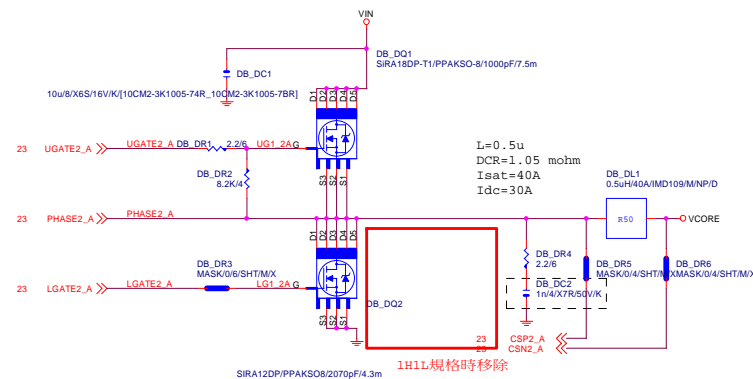 VIN
DB_DQ1
SiRA18DP-T1/PPAKSO-8/1000pF/7.5m
DB_DC1
10u/8/X6S/16V/K/[10CM2-3K1005-74R_10CM2-3K1005-7BR]
D1 D2 D3 D4 D5
23 UGATE2_A UGATE2_A DB_DR1 2.2/6 UG1_2A G
S3 S2 S1
DB_DR2
8.2K/4
L=0.5u
DCR=1.05 mohm
Isat=40A
Idc=30A
DB_DL1
0.5uH/40A/IMD109/M/NP/D
R50
VCORE
23 PHASE2_A PHASE2_A
D1 D2 D3 D4 D5
DB_DR3
MASK/0/6/SHT/M/X
23 LGATE2_A LGATE2_A LG1_2A G
S3 S2 S1
DB_DQ2
SIRA12DP/PPAKSO8/2070pF/4.3m
DB_DR4
2.2/6
DB_DC2
1n/4/X7R/50V/K
DB_DR5
MASK/0/4/SHT/M/X
DB_DR6
MASK/0/4/SHT/M/X
23 CSP2_A
23 CSN2_A
1H1L規格時移除